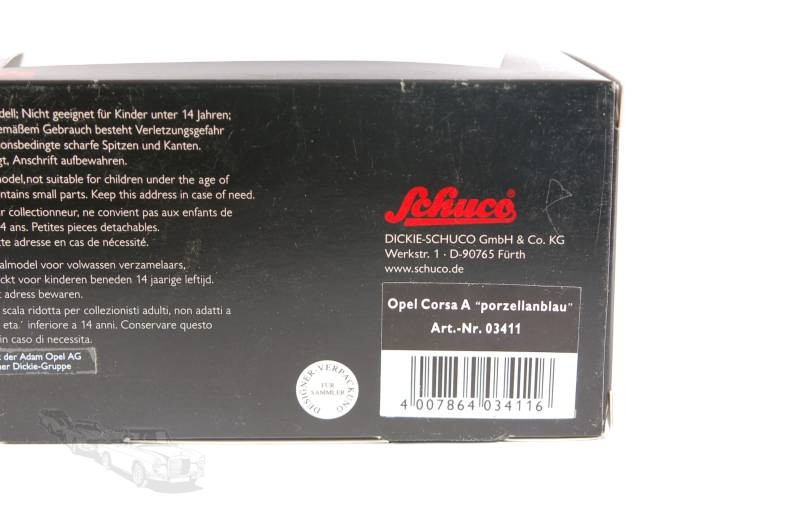 dell; Nicht geeignet für Kinder unter 14 Jahren;
emäßem Gebrauch besteht Verletzungsgefahr
onsbedingte scharfe Spitzen und Kanten.
gt, Anschrift aufbewahren.
model,not suitable for children under the age of
ntains small parts. Keep this address in case of need.
r collectionneur, ne convient pas aux enfants de
4 ans. Petites pieces detachables.
tte adresse en cas de nécessité.
almodel voor volwassen verzamelaars,
ckt voor kinderen beneden 14 jaarige leftijd.
t adress bewaren.
scala ridotta per collezionisti adulti, non adatti a
eta.´ inferiore a 14 anni. Conservare questo
in caso di necessita.
k der Adam Opel AG
ner Dickie-Gruppe
Schuco®
DICKIE-SCHUCO GmbH & Co. KG
Werkstr. 1 · D-90765 Fürth
www.schuco.de
Opel Corsa A "porzellanblau"
Art.-Nr. 03411
4 007864 034116
DESIGNER-VERPACKUNG
FÜR
SAMMLER